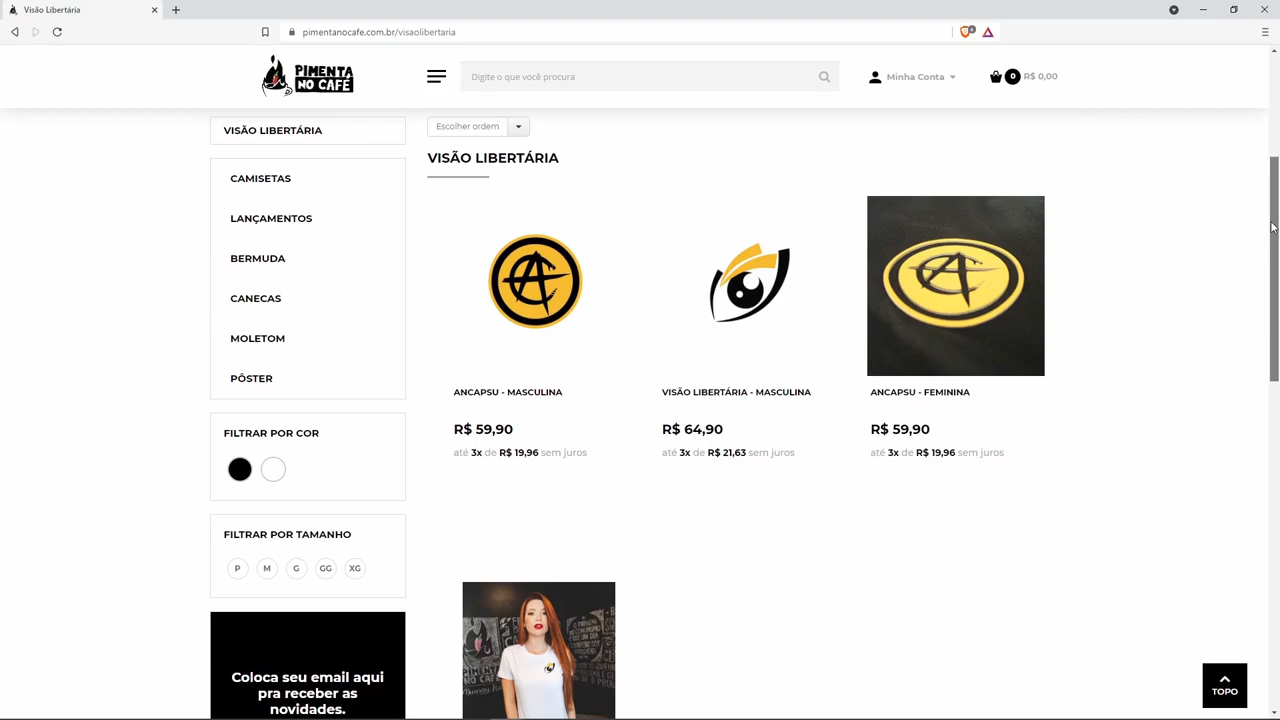 Visão Libertária
pimentanocafe.com.br/visaolibertaria
PIMENTA
NO CAFÉ
Digite o que você procura
Minha Conta
0
R$ 0,00
VISÃO LIBERTÁRIA
CAMISETAS
LANÇAMENTOS
BERMUDA
CANECAS
MOLETOM
PÔSTER
FILTRAR POR COR
FILTRAR POR TAMANHO
P M G GG XG
Coloca seu email aqui
pra receber as
novidades.
Escolher ordem
VISÃO LIBERTÁRIA
ANCAPSU - MASCULINA
R$ 59,90
até 3x de R$ 19,96 sem juros
VISÃO LIBERTÁRIA - MASCULINA
R$ 64,90
até 3x de R$ 21,63 sem juros
ANCAPSU - FEMININA
R$ 59,90
até 3x de R$ 19,96 sem juros
TOPO